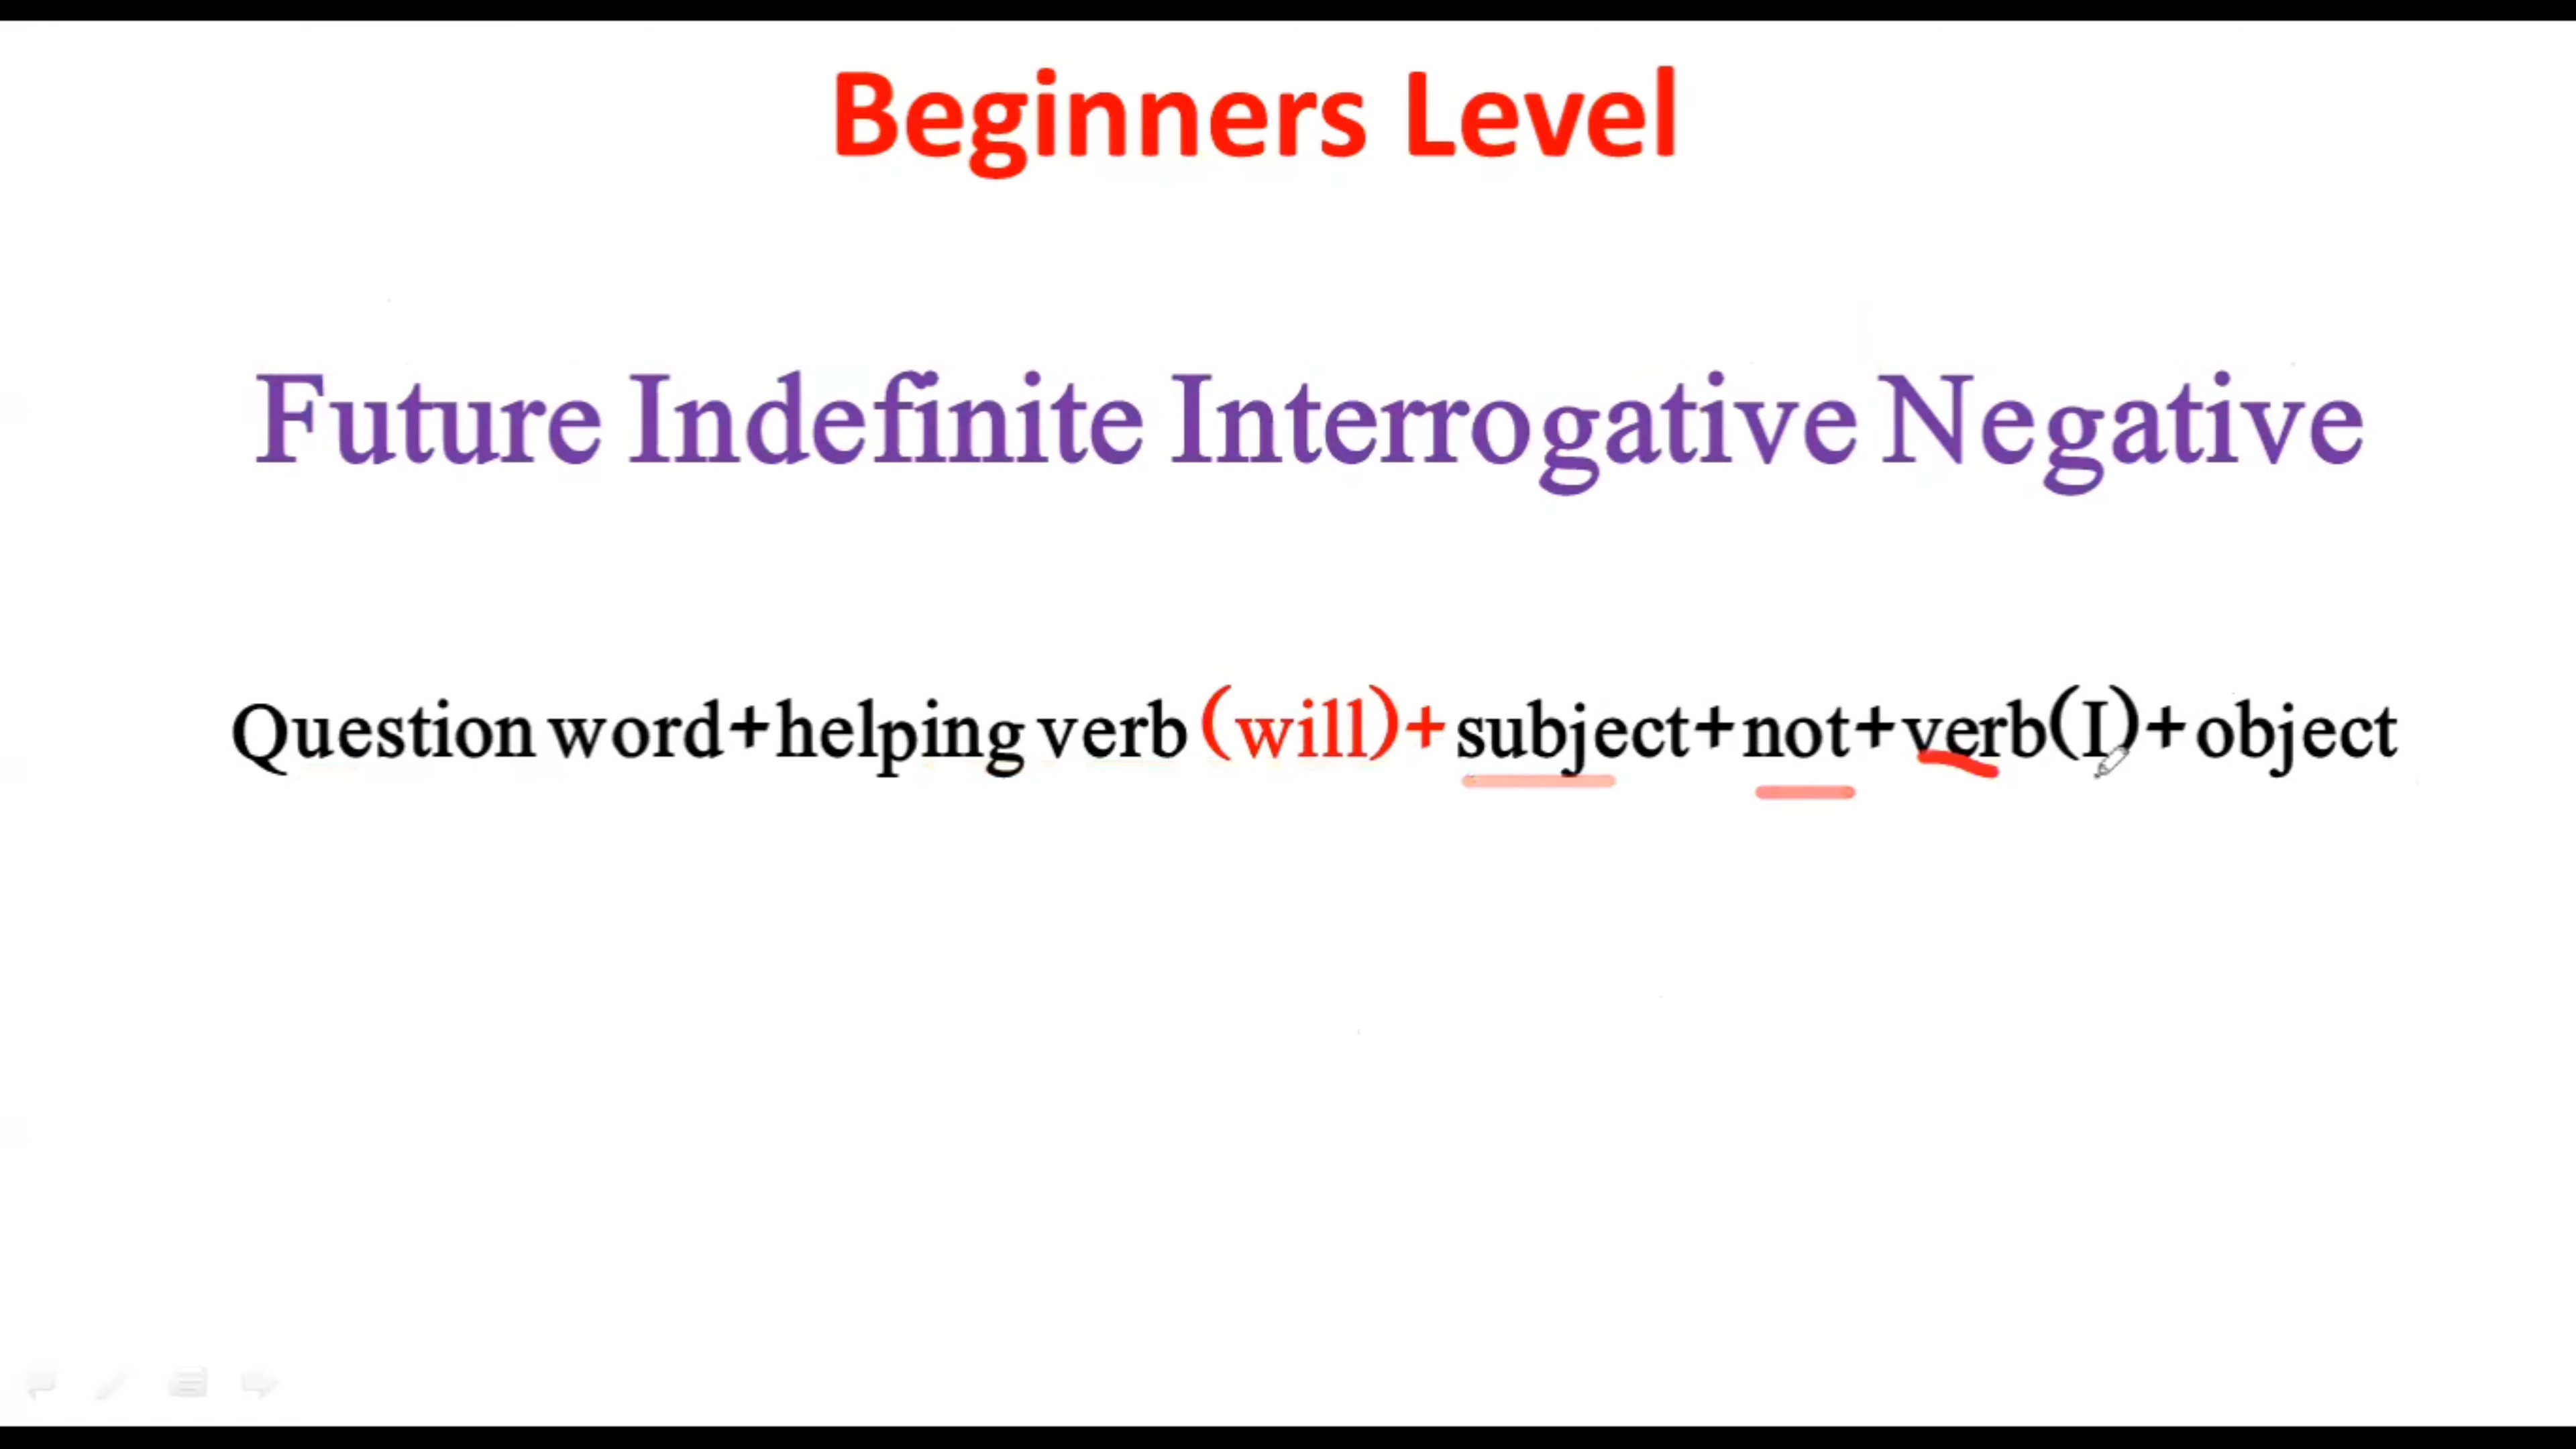 Beginners Level
Future Indefinite Interrogative Negative
Question word+helping verb (will)+subject+not+verb(I)+object